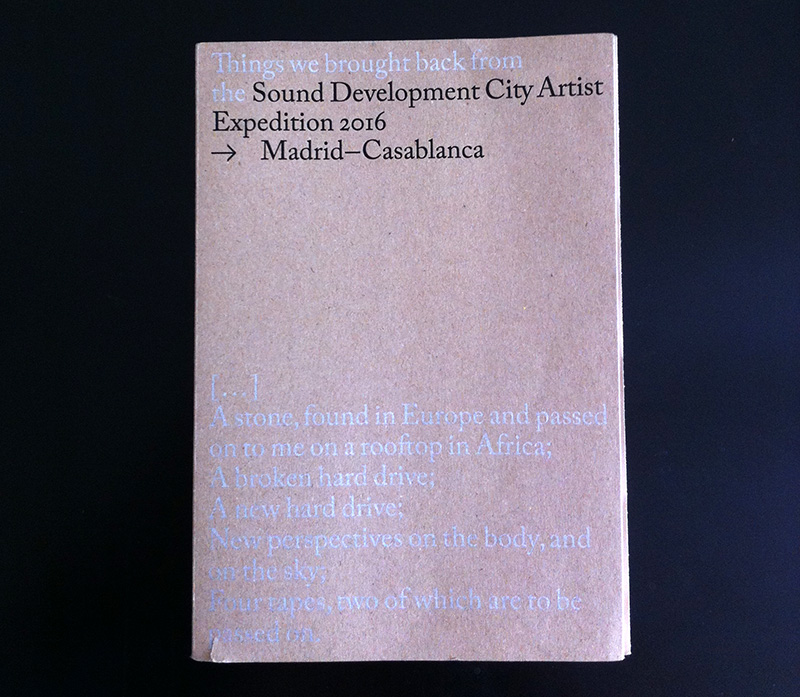 Things we brought back from
the Sound Development City Artist
Expedition 2016
→ Madrid–Casablanca
[…]
A stone, found in Europe and passed
on to me on a rooftop in Africa;
A broken hard drive;
A new hard drive;
New perspectives on the body, and
on the sky;
Four tapes, two of which are to be
passed on.